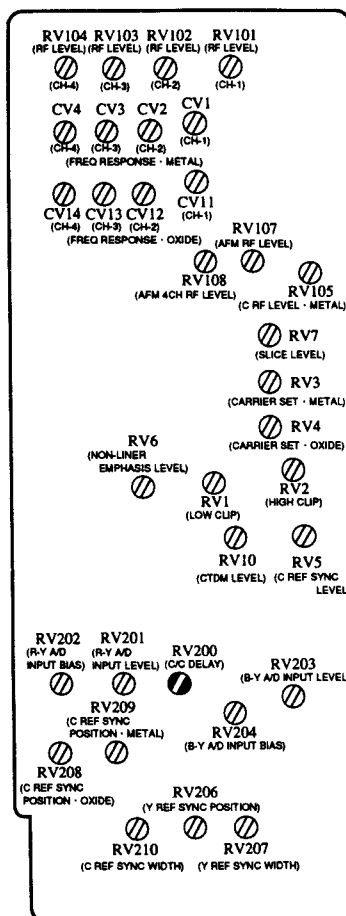 RV104 RV103 RV102 RV101
(RF LEVEL) (RF LEVEL) (RF LEVEL) (RF LEVEL)
(CH-4) (CH-3) (CH-2) (CH-1)
CV4 CV3 CV2 CV1
(CH-4) (CH-3) (CH-2) (CH-1)
(FREQ RESPONSE · METAL)
CV14 CV13 CV12 CV11
(CH-4) (CH-3) (CH-2) (CH-1)
(FREQ RESPONSE · OXIDE)
RV107
(AFM RF LEVEL)
RV108
(AFM 4CH RF LEVEL)
RV105
(C RF LEVEL · METAL)
RV7
(SLICE LEVEL)
RV3
(CARRIER SET · METAL)
RV4
(CARRIER SET · OXIDE)
RV6
(NON-LINER
EMPHASIS LEVEL)
RV1
(LOW CLIP)
RV2
(HIGH CLIP)
RV10
(CTDM LEVEL)
RV5
(C REF SYNC
LEVEL)
RV202
(R-Y A/D
INPUT BIAS)
RV201
(R-Y A/D
INPUT LEVEL)
RV200
(C/C DELAY)
RV203
(B-Y A/D INPUT LEVEL)
RV209
(C REF SYNC
POSITION · METAL)
RV204
(B-Y A/D INPUT BIAS)
RV208
(C REF SYNC
POSITION · OXIDE)
RV206
(Y REF SYNC POSITION)
RV210
(C REF SYNC WIDTH)
RV207
(Y REF SYNC WIDTH)